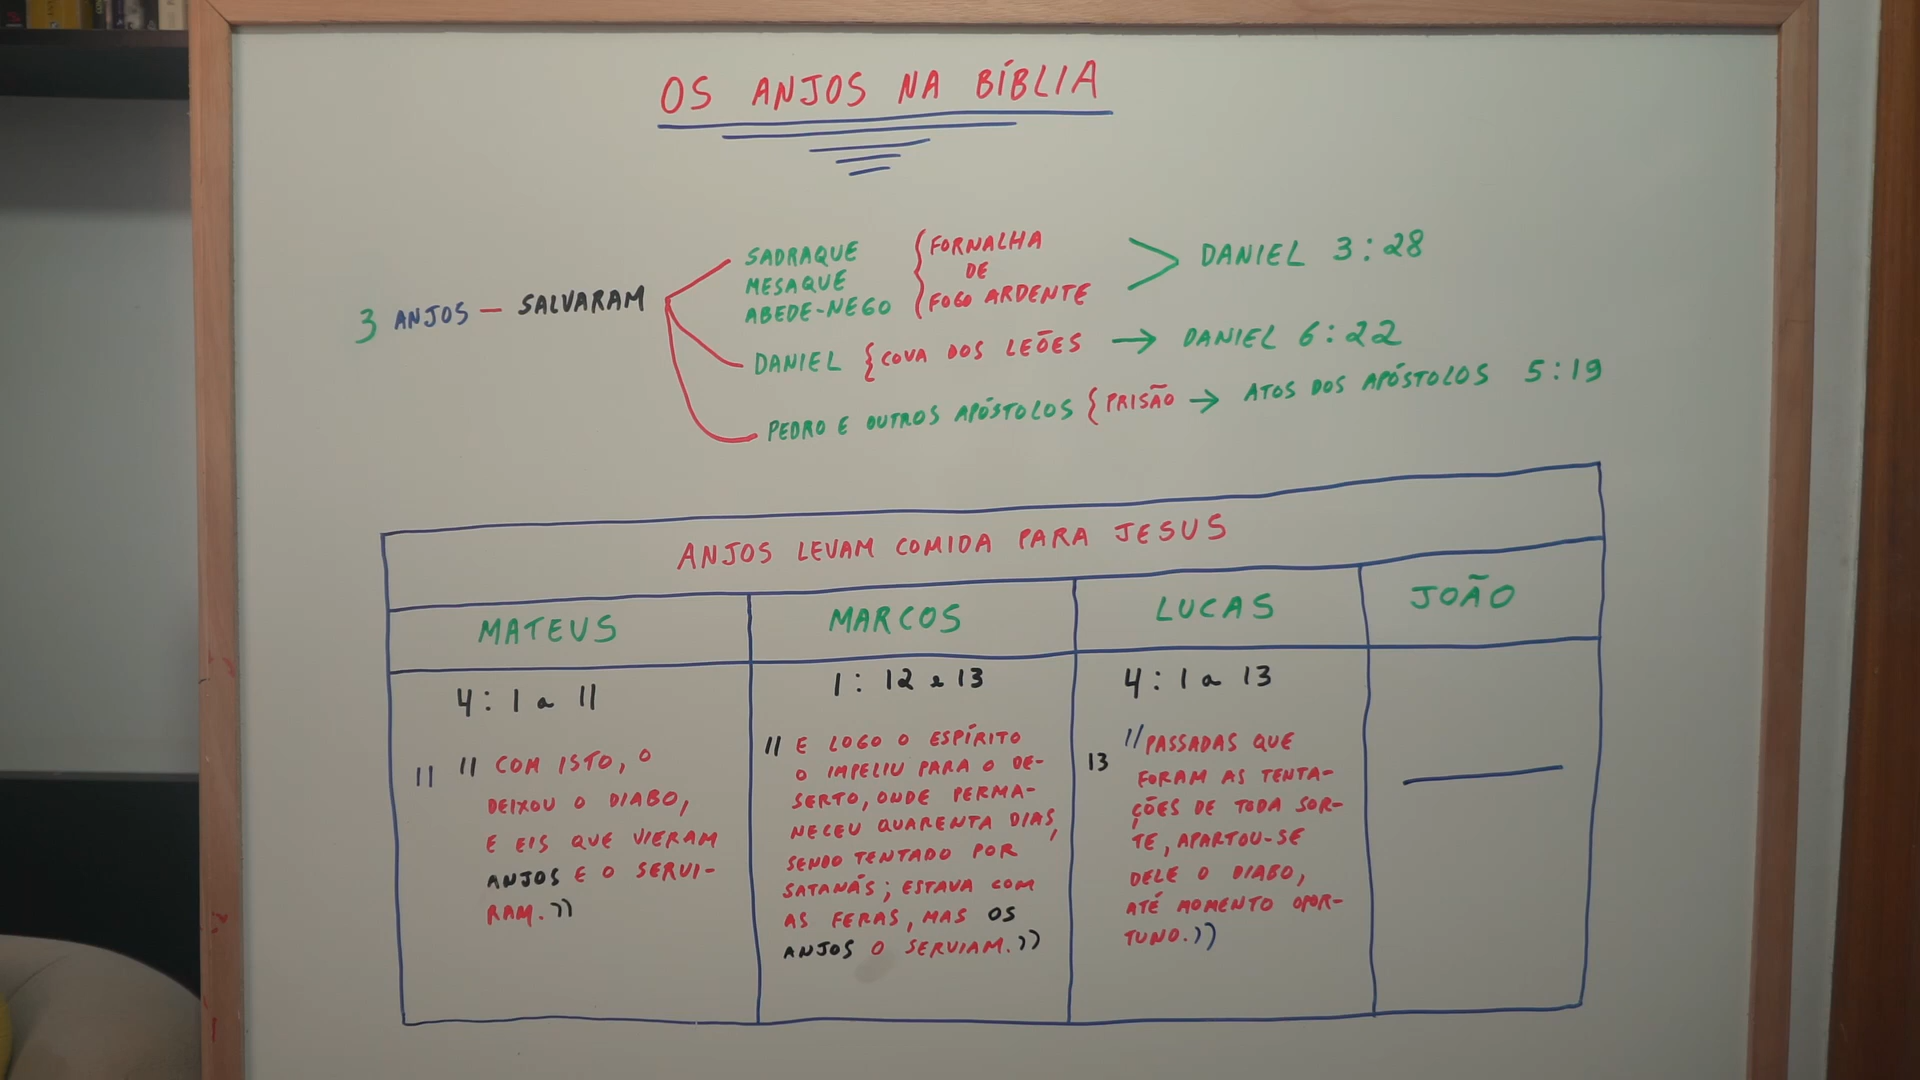 OS ANJOS NA BÍBLIA
3 ANJOS — SALVARAM
SADRAQUE
MESAQUE
ABEDE-NEGO
{ FORNALHA
DE
FOGO ARDENTE
> DANIEL 3:28
DANIEL { COVA DOS LEÕES → DANIEL 6:22
PEDRO E OUTROS APÓSTOLOS { PRISÃO → ATOS DOS APÓSTOLOS 5:19
ANJOS LEVAM COMIDA PARA JESUS
MATEUS
4:1 a 11
11 "COM ISTO, O
DEIXOU O DIABO,
E EIS QUE VIERAM
ANJOS E O SERVI-
RAM."
MARCOS
1:12 e 13
"E LOGO O ESPÍRITO
O IMPELIU PARA O DE-
SERTO, ONDE PERMA-
NECEU QUARENTA DIAS,
SENDO TENTADO POR
SATANÁS; ESTAVA COM
AS FERAS, MAS OS
ANJOS O SERVIAM."
LUCAS
4:1 a 13
13 "PASSADAS QUE
FORAM AS TENTA-
ÇÕES DE TODA SOR-
TE, APARTOU-SE
DELE O DIABO,
ATÉ MOMENTO OPOR-
TUNO."
JOÃO
—